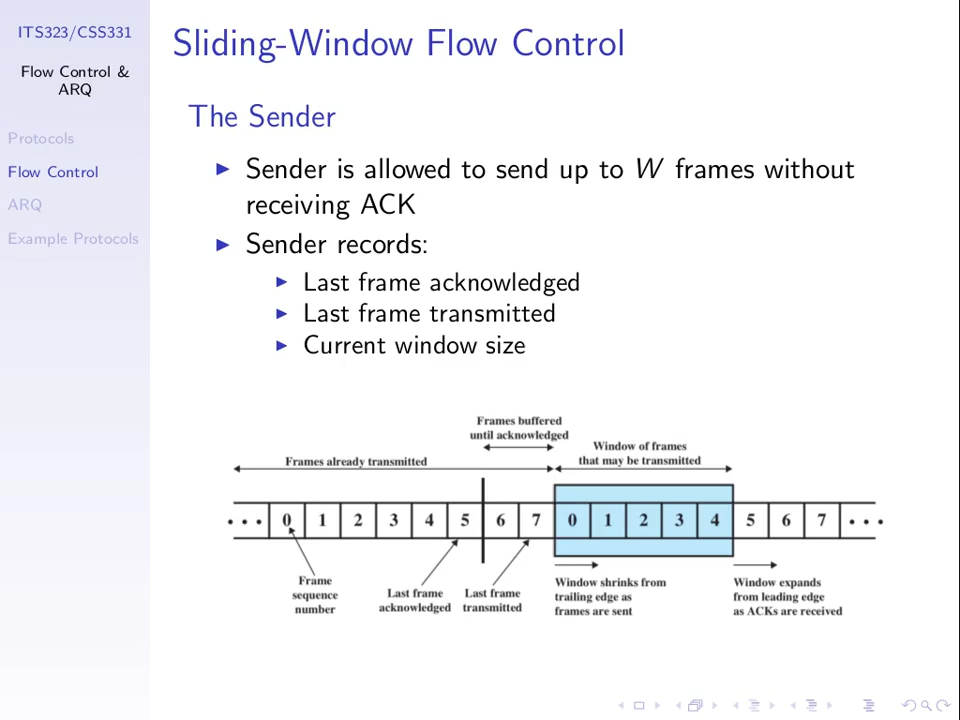 ITS323/CSS331
Flow Control &
ARQ
Protocols
Flow Control
ARQ
Example Protocols
Sliding-Window Flow Control
The Sender
Sender is allowed to send up to W frames without
receiving ACK
Sender records:
Last frame acknowledged
Last frame transmitted
Current window size
Frames buffered
until acknowledged
Window of frames
that may be transmitted
Frames already transmitted
• • • 0 1 2 3 4 5 6 7 0 1 2 3 4 5 6 7 • • •
Frame
sequence
number
Last frame
acknowledged
Last frame
transmitted
Window shrinks from
trailing edge as
frames are sent
Window expands
from leading edge
as ACKs are received